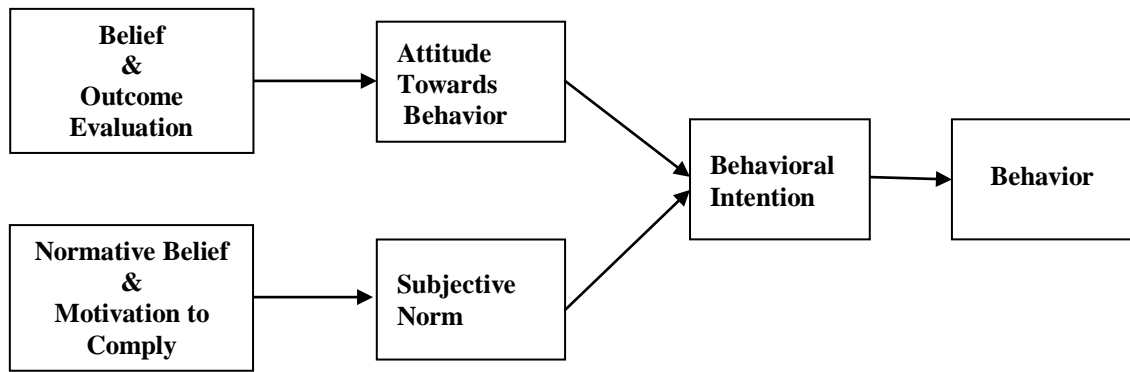 Belief
&
Outcome
Evaluation
Attitude
Towards
Behavior
Normative Belief
&
Motivation to
Comply
Subjective
Norm
Behavioral
Intention
Behavior